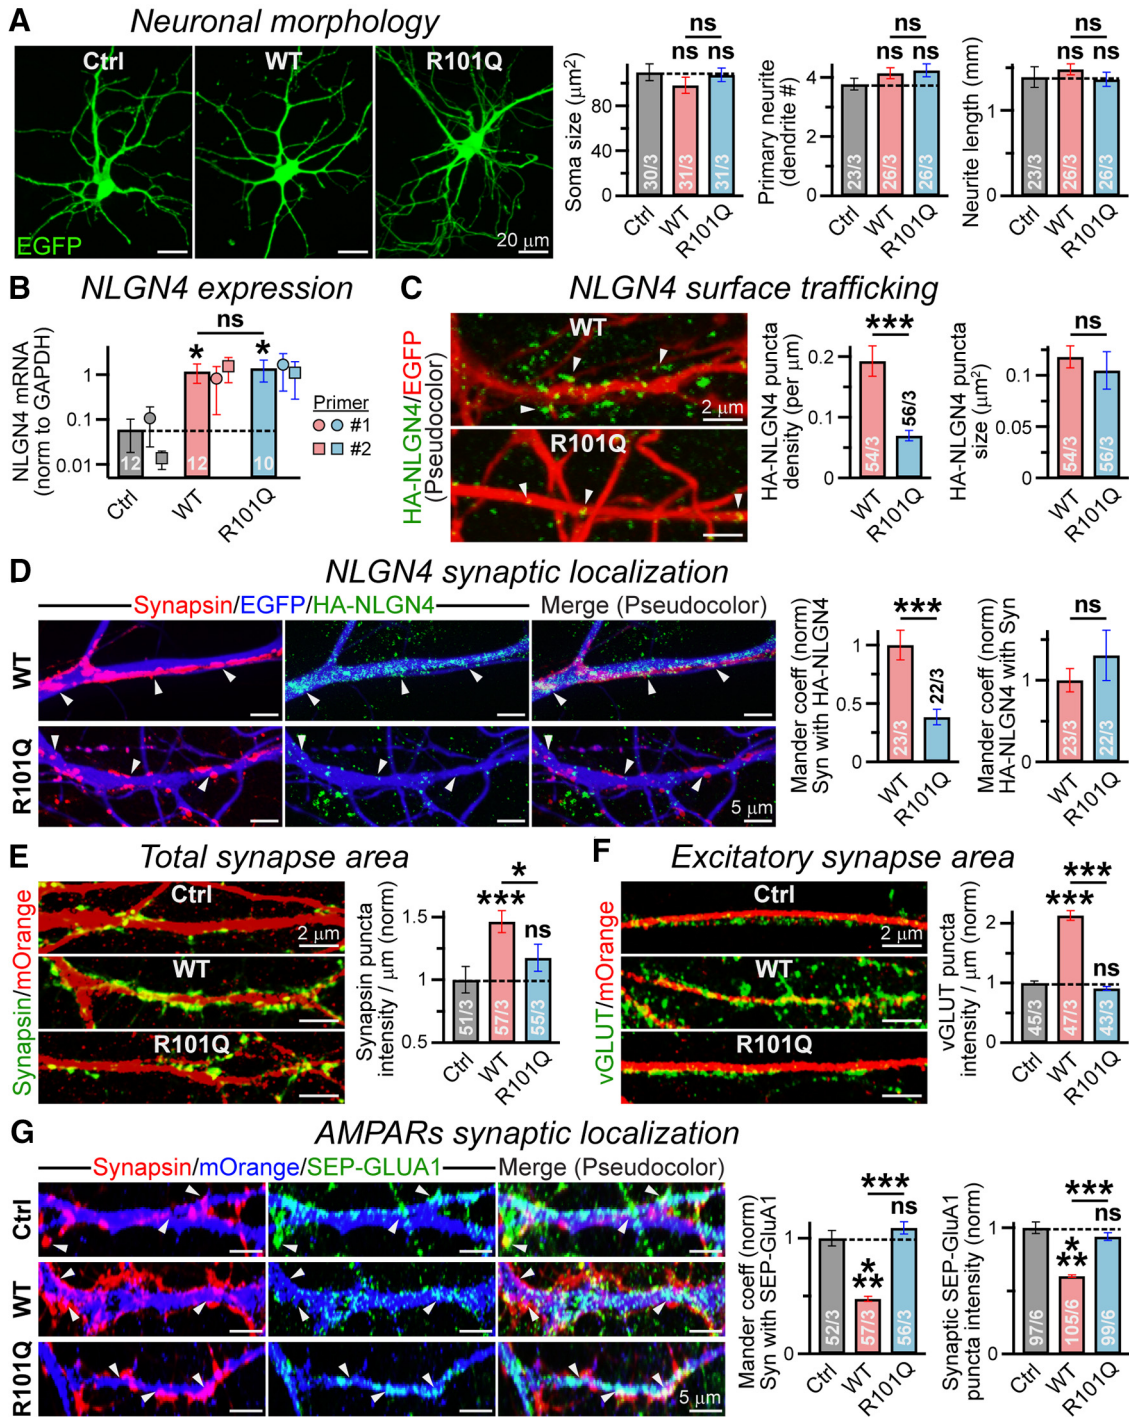 A
Neuronal morphology
Ctrl
WT
R101Q
EGFP
20 μm
Soma size (μm²)
80
40
0
ns
ns ns
30/3
31/3
31/3
Ctrl
WT
R101Q
Primary neurite
(dendrite #)
4
2
0
ns
ns ns
23/3
26/3
26/3
Ctrl
WT
R101Q
Neurite length (mm)
1
0
ns
ns ns
23/3
26/3
26/3
Ctrl
WT
R101Q
B
NLGN4 expression
NLGN4 mRNA
(norm to GAPDH)
1
0.1
0.01
ns
* *
12
12
10
Ctrl
WT
R101Q
Primer
#1
#2
C
NLGN4 surface trafficking
HA-NLGN4/EGFP
(Pseudocolor)
WT
2 μm
R101Q
HA-NLGN4 puncta
density (per μm)
0.2
0.1
0
***
54/3
56/3
WT
R101Q
HA-NLGN4 puncta
size (μm²)
0.1
0.05
0
ns
54/3
56/3
WT
R101Q
D
NLGN4 synaptic localization
Synapsin/EGFP/HA-NLGN4
Merge (Pseudocolor)
WT
R101Q
5 μm
Mander coeff (norm)
Syn with HA-NLGN4
1
0.5
0
***
23/3
22/3
WT
R101Q
Mander coeff (norm)
HA-NLGN4 with Syn
1
0
ns
23/3
22/3
WT
R101Q
E
Total synapse area
Synapsin/mOrange
Ctrl
2 μm
WT
R101Q
Synapsin puncta
intensity / μm (norm)
1.5
1
0.5
*
***
ns
51/3
57/3
55/3
Ctrl
WT
R101Q
F
Excitatory synapse area
vGLUT/mOrange
Ctrl
2 μm
WT
R101Q
vGLUT puncta
intensity / μm (norm)
2
1
0
***
***
ns
45/3
47/3
43/3
Ctrl
WT
R101Q
G
AMPARs synaptic localization
Synapsin/mOrange/SEP-GLUA1
Merge (Pseudocolor)
Ctrl
WT
R101Q
5 μm
Mander coeff (norm)
Syn with SEP-GluA1
1
0
***
ns
*
**
52/3
57/3
56/3
Ctrl
WT
R101Q
Synaptic SEP-GluA1
puncta intensity (norm)
1
0
***
ns
*
**
97/6
105/6
99/6
Ctrl
WT
R101Q